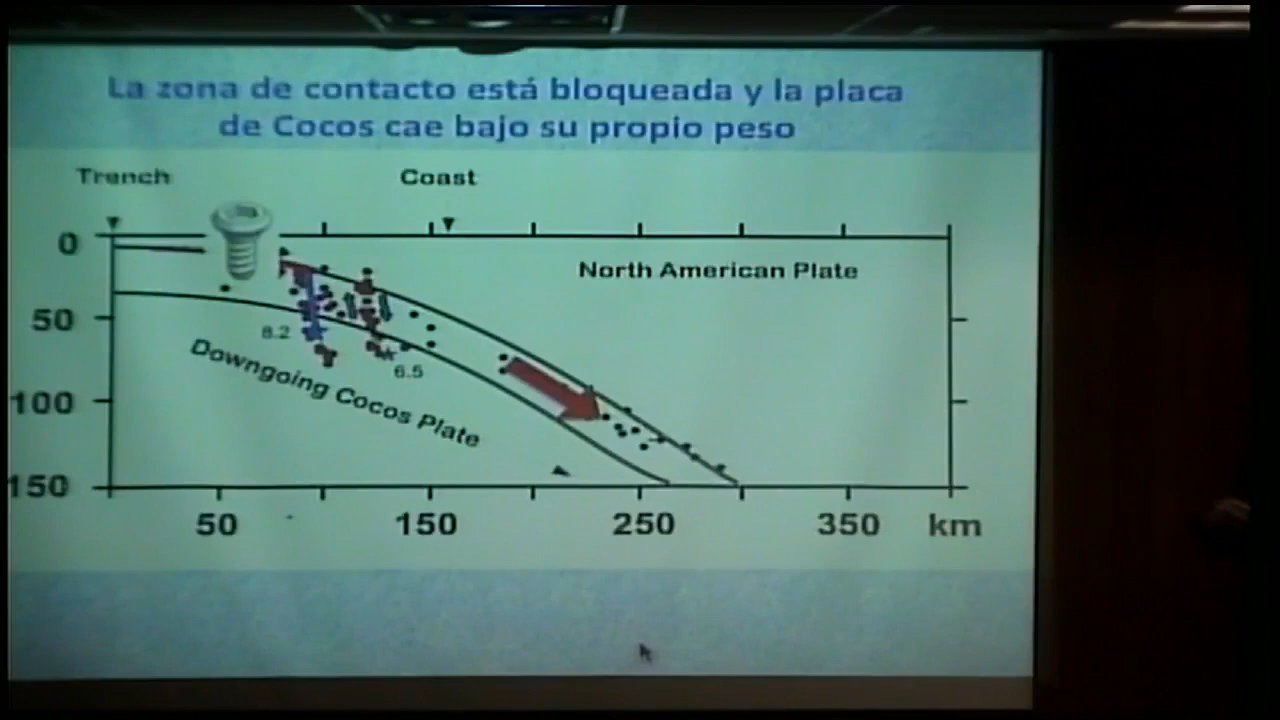 La zona de contacto está bloqueada y la placa
de Cocos cae bajo su propio peso
Trench
Coast
0
North American Plate
50
8.2
6.5
Downgoing Cocos Plate
100
150
50
150
250
350
km